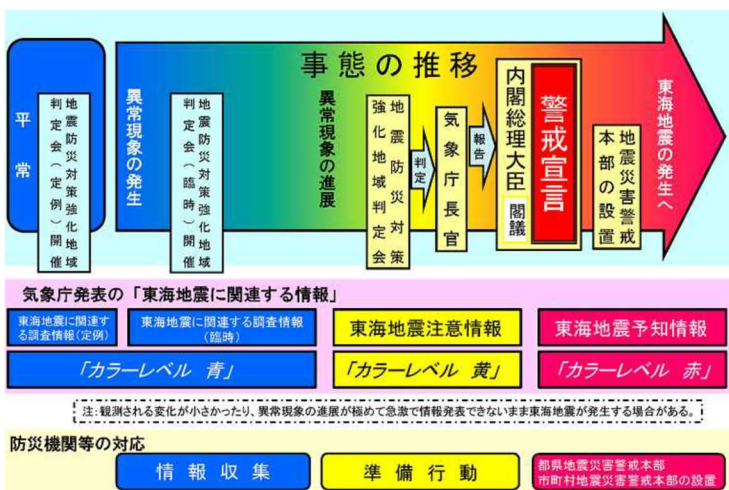 事態の推移
平常
地震防災対策強化地域
判定会(定例)開催
異常現象の発生
地震防災対策強化地域
判定会(臨時)開催
異常現象の進展
地震防災対策
強化地域判定会
判定
気象庁長官
報告
内閣総理大臣
閣議
警戒宣言
地震災害警戒
本部の設置
東海地震の発生へ
気象庁発表の「東海地震に関連する情報」
東海地震に関連す
る調査情報(定例)
東海地震に関連する調査情報
(臨時)
東海地震注意情報
東海地震予知情報
「カラーレベル 青」
「カラーレベル 黄」
「カラーレベル 赤」
注:観測される変化が小さかったり、異常現象の進展が極めて急激で情報発表できないまま東海地震が発生する場合がある。
防災機関等の対応
情報収集
準備行動
都県地震災害警戒本部
市町村地震災害警戒本部の設置